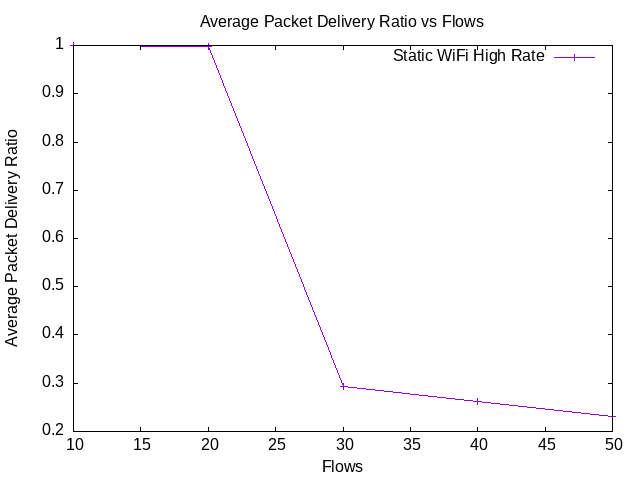 Average Packet Delivery Ratio vs Flows
Static WiFi High Rate
Average Packet Delivery Ratio
1
0.9
0.8
0.7
0.6
0.5
0.4
0.3
0.2
10 15 20 25 30 35 40 45 50
Flows